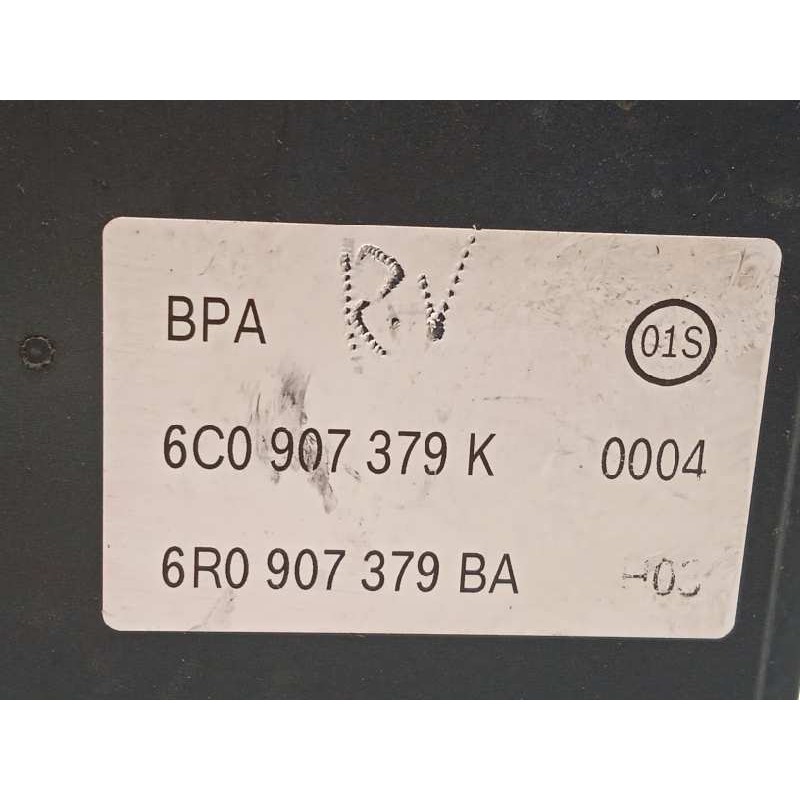 RV
BPA 01S
6C0 907 379 K 0004
6R0 907 379 BA